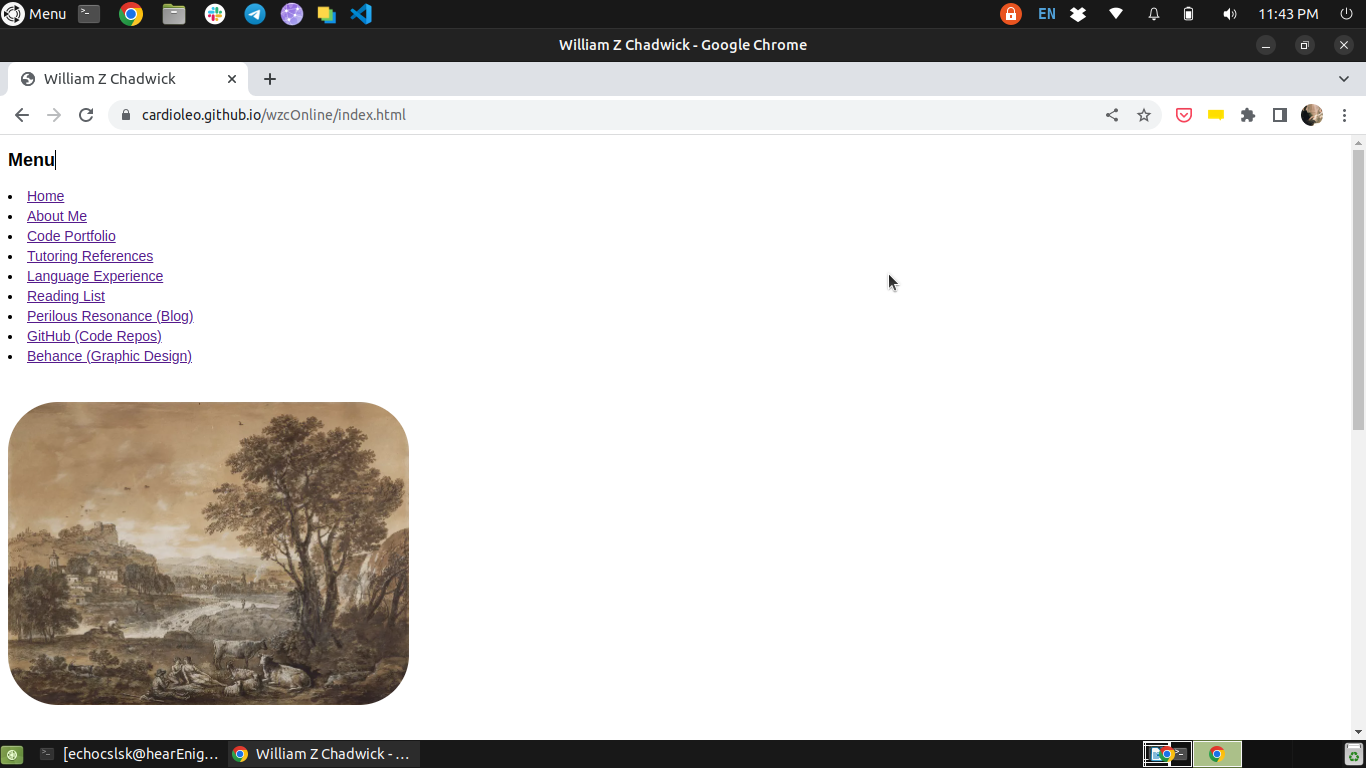 Menu
EN
11:43 PM
William Z Chadwick - Google Chrome
William Z Chadwick
cardioleo.github.io/wzcOnline/index.html
Menu
Home
About Me
Code Portfolio
Tutoring References
Language Experience
Reading List
Perilous Resonance (Blog)
GitHub (Code Repos)
Behance (Graphic Design)
[echocslsk@hearEnig...
William Z Chadwick - ...